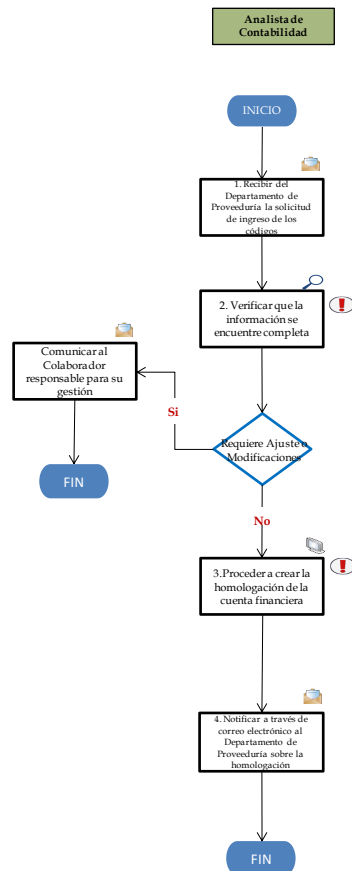 Analista de
Contabilidad
INICIO
1. Recibir del
Departamento de
Proveeduría la solicitud
de ingreso de los
códigos
2. Verificar que la
información se
encuentre completa
Comunicar al
Colaborador
responsable para su
gestión
Si
Requiere Ajuste o
Modificaciones
FIN
No
3.Proceder a crear la
homologación de la
cuenta financiera
4. Notificar a través de
correo electrónico al
Departamento de
Proveeduría sobre la
homologación
FIN